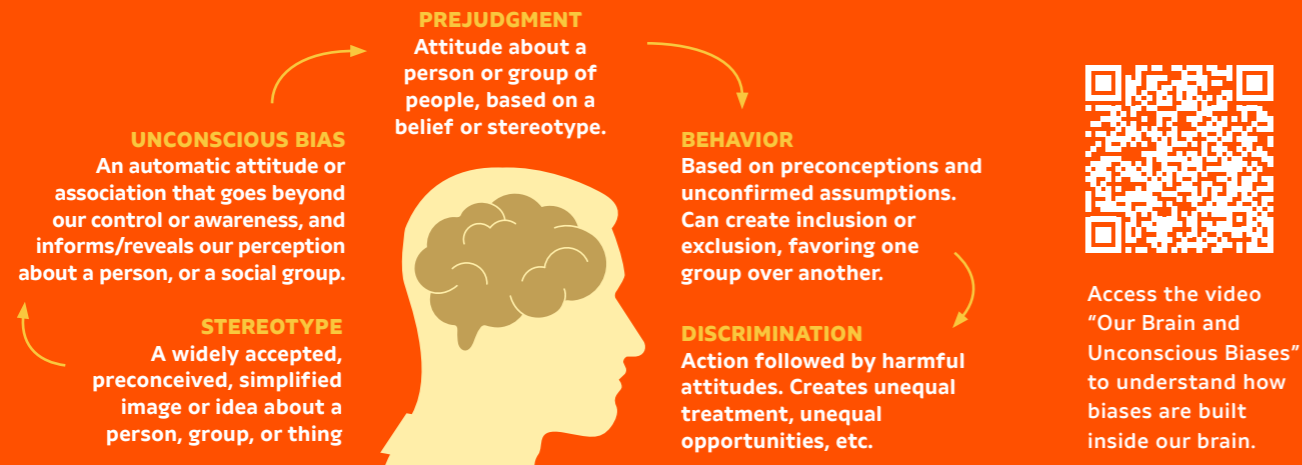 PREJUDGMENT
Attitude about a
person or group of
people, based on a
belief or stereotype.
UNCONSCIOUS BIAS
An automatic attitude or
association that goes beyond
our control or awareness, and
informs/reveals our perception
about a person, or a social group.
STEREOTYPE
A widely accepted,
preconceived, simplified
image or idea about a
person, group, or thing
BEHAVIOR
Based on preconceptions and
unconfirmed assumptions.
Can create inclusion or
exclusion, favoring one
group over another.
DISCRIMINATION
Action followed by harmful
attitudes. Creates unequal
treatment, unequal
opportunities, etc.
Access the video
“Our Brain and
Unconscious Biases”
to understand how
biases are built
inside our brain.